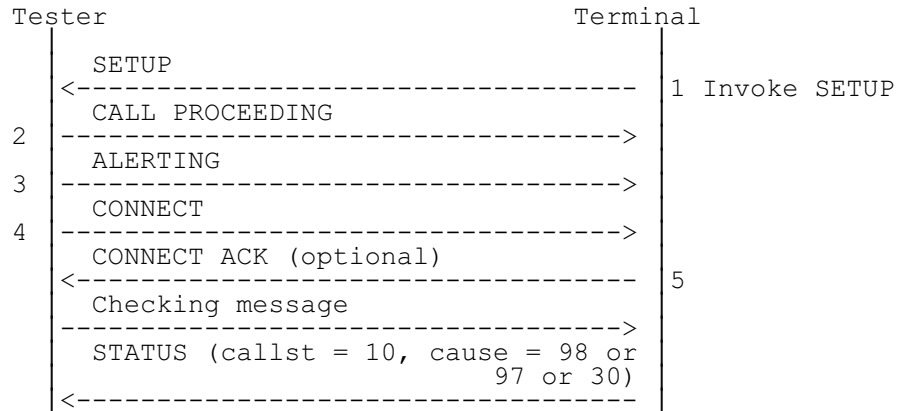 Tester Terminal
SETUP
1 Invoke SETUP
CALL PROCEEDING
2
ALERTING
3
CONNECT
4
CONNECT ACK (optional)
5
Checking message
STATUS (callst = 10, cause = 98 or
97 or 30)